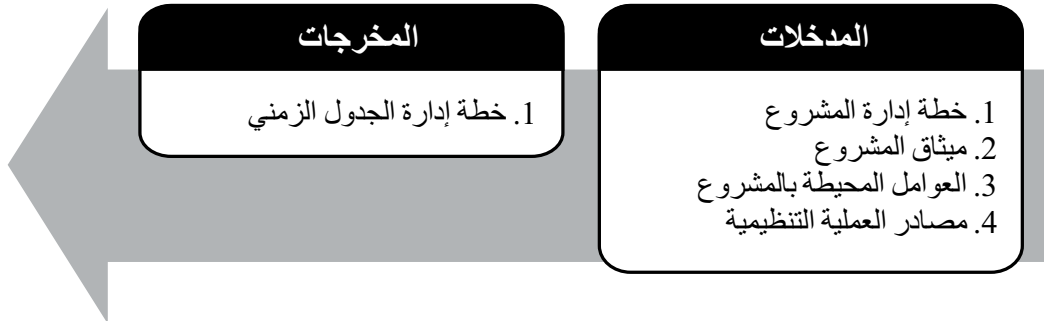 المدخلات
1. خطة إدارة المشروع
2. ميثاق المشروع
3. العوامل المحيطة بالمشروع
4. مصادر العملية التنظيمية
المخرجات
1. خطة إدارة الجدول الزمني